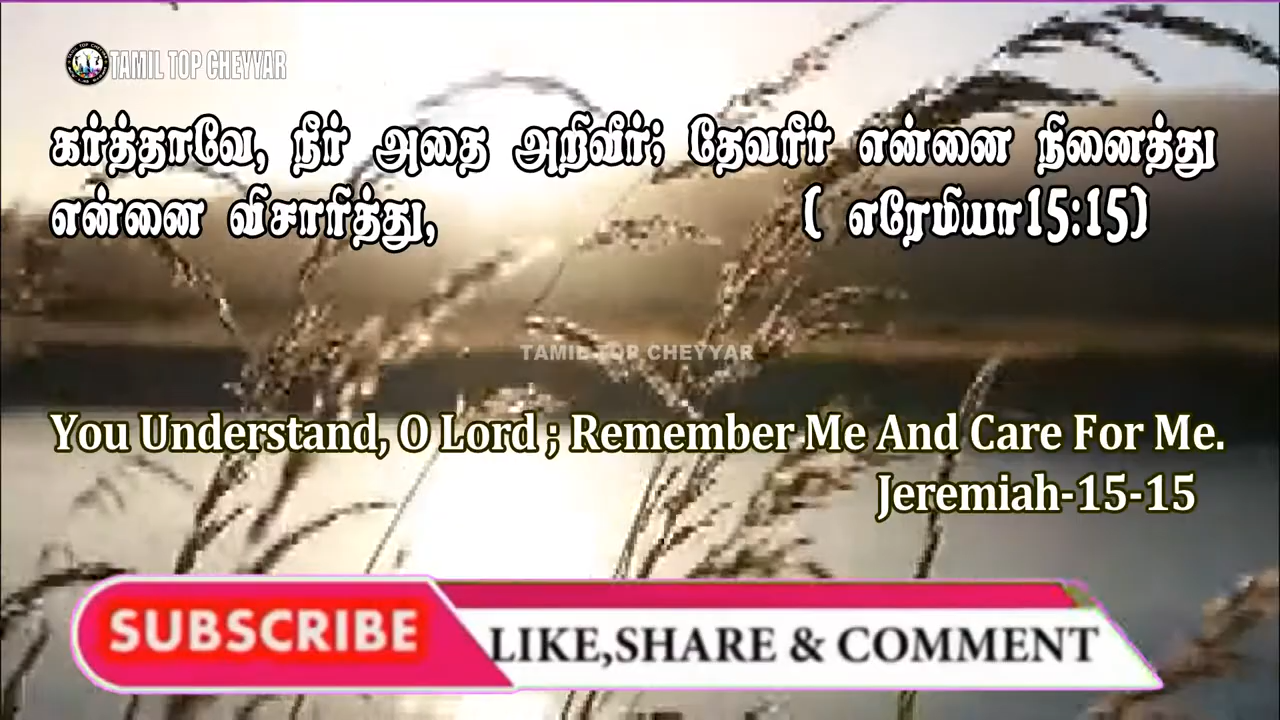 TAMIL TOP CHEYYAR
கர்த்தாவே, நீர் அதை அறிவீர்; தேவரீர் என்னை நினைத்து
என்னை விசாரித்து, ( எரேமியா15:15)
TAMIL TOP CHEYYAR
You Understand, O Lord ; Remember Me And Care For Me.
Jeremiah-15-15
SUBSCRIBE
LIKE,SHARE & COMMENT